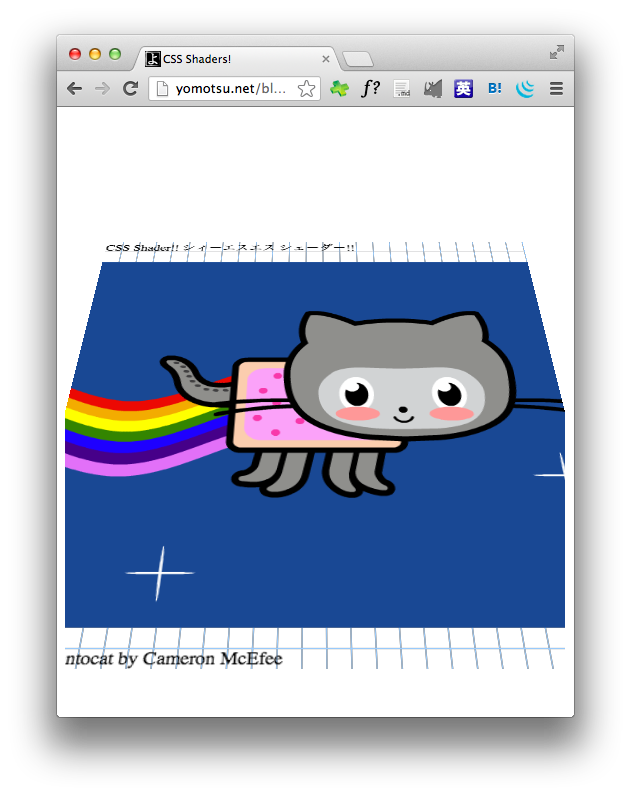 CSS Shaders!
yomotsu.net/bl...
f?
.md
英
B!
CSS Shader!! シィーエスエス シェーダー!!
ntocat by Cameron McEfee